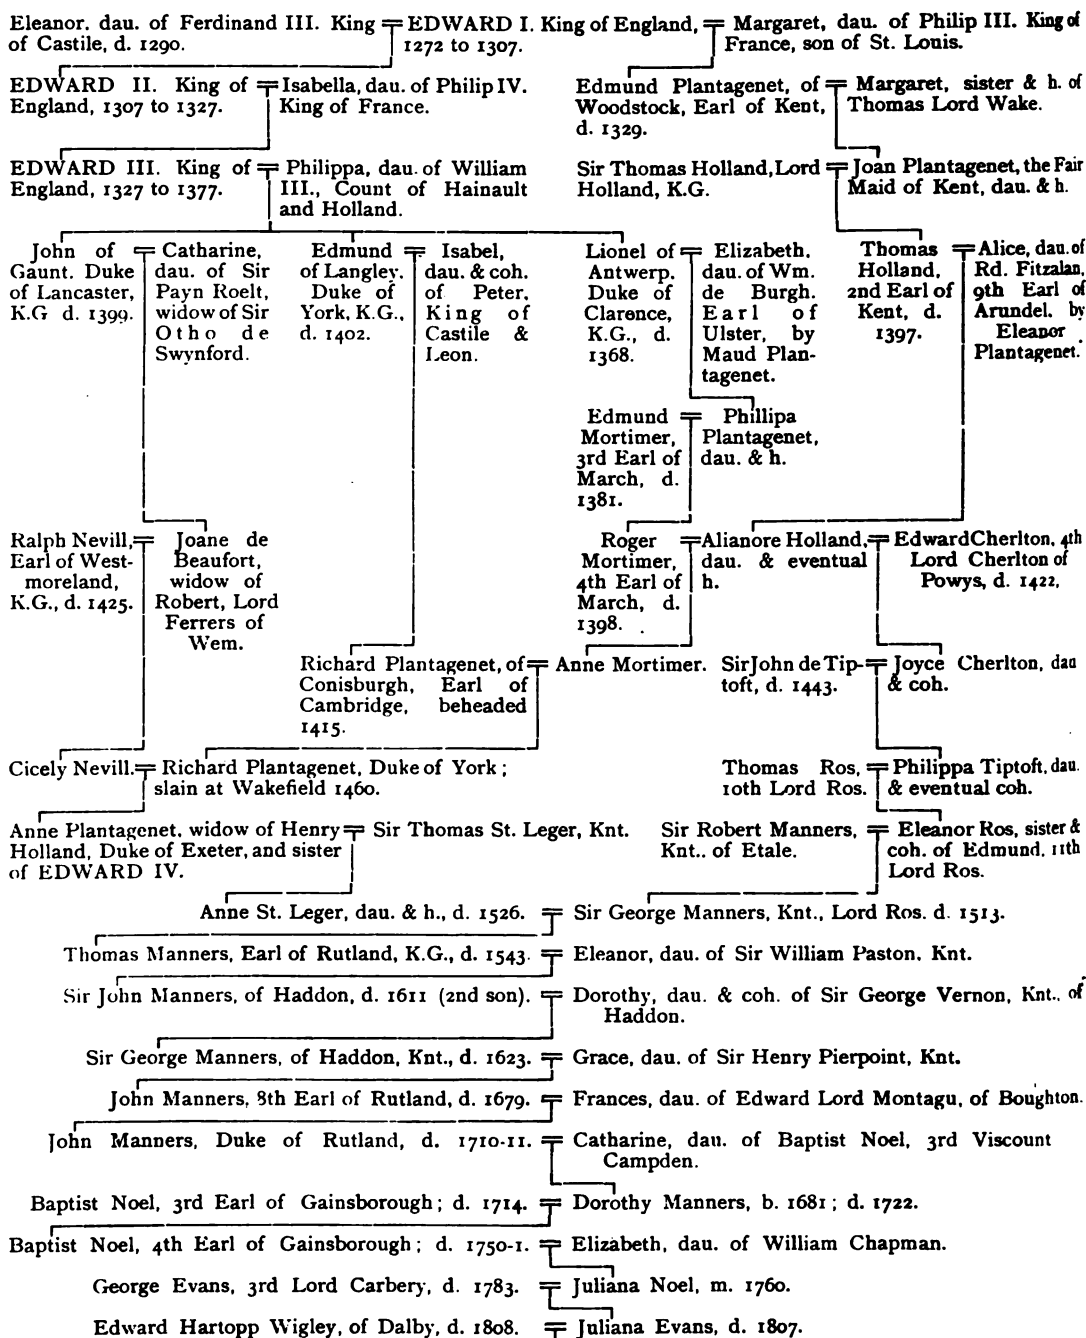 Eleanor, dau. of Ferdinand III. King
of Castile, d. 1290.
EDWARD I. King of England,
1272 to 1307.
Margaret, dau. of Philip III. King of
France, son of St. Louis.
EDWARD II. King of
England, 1307 to 1327.
Isabella, dau. of Philip IV.
King of France.
Edmund Plantagenet, of
Woodstock, Earl of Kent,
d. 1329.
Margaret, sister & h. of
Thomas Lord Wake.
EDWARD III. King of
England, 1327 to 1377.
Philippa, dau. of William
III., Count of Hainault
and Holland.
Sir Thomas Holland, Lord
Holland, K.G.
Joan Plantagenet, the Fair
Maid of Kent, dau. & h.
John of
Gaunt. Duke
of Lancaster,
K.G d. 1399.
Catharine,
dau. of Sir
Payn Roelt,
widow of Sir
Otho de
Swynford.
Edmund
of Langley.
Duke of
York, K.G.,
d. 1402.
Isabel,
dau. & coh.
of Peter.
King of
Castile &
Leon.
Lionel of
Antwerp.
Duke of
Clarence,
K.G., d.
1368.
Elizabeth.
dau. of Wm.
de Burgh.
Earl of
Ulster, by
Maud Plan-
tagenet.
Thomas
Holland,
2nd Earl of
Kent, d.
1397.
Alice, dau. of
Rd. Fitzalan,
9th Earl of
Arundel. by
Eleanor
Plantagenet.
Edmund
Mortimer,
3rd Earl of
March, d.
1381.
Phillipa
Plantagenet,
dau. & h.
Ralph Nevill,
Earl of West-
moreland,
K.G., d. 1425.
Joane de
Beaufort,
widow of
Robert, Lord
Ferrers of
Wem.
Roger
Mortimer,
4th Earl of
March, d.
1398.
Alianore Holland,
dau. & eventual
h.
Edward Cherlton, 4th
Lord Cherlton of
Powys, d. 1422.
Richard Plantagenet, of
Conisburgh, Earl of
Cambridge, beheaded
1415.
Anne Mortimer.
Sir John de Tip-
toft, d. 1443.
Joyce Cherlton, dau
& coh.
Cicely Nevill.
Richard Plantagenet, Duke of York;
slain at Wakefield 1460.
Thomas Ros,
10th Lord Ros.
Philippa Tiptoft, dau.
& eventual coh.
Anne Plantagenet, widow of Henry
Holland, Duke of Exeter, and sister
of EDWARD IV.
Sir Thomas St. Leger, Knt.
Sir Robert Manners,
Knt.. of Etale.
Eleanor Ros, sister &
coh. of Edmund, 11th
Lord Ros.
Anne St. Leger, dau. & h., d. 1526.
Sir George Manners, Knt., Lord Ros. d. 1513.
Thomas Manners, Earl of Rutland, K.G., d. 1543.
Eleanor, dau. of Sir William Paston, Knt.
Sir John Manners, of Haddon, d. 1611 (2nd son).
Dorothy, dau. & coh. of Sir George Vernon, Knt., of
Haddon.
Sir George Manners, of Haddon, Knt., d. 1623.
Grace, dau. of Sir Henry Pierpoint, Knt.
John Manners, 8th Earl of Rutland, d. 1679.
Frances, dau. of Edward Lord Montagu, of Boughton.
John Manners, Duke of Rutland, d. 1710-11.
Catharine, dau. of Baptist Noel, 3rd Viscount
Campden.
Baptist Noel, 3rd Earl of Gainsborough; d. 1714.
Dorothy Manners, b. 1681; d. 1722.
Baptist Noel, 4th Earl of Gainsborough; d. 1750-1.
Elizabeth, dau. of William Chapman.
George Evans, 3rd Lord Carbery, d. 1783.
Juliana Noel, m. 1760.
Edward Hartopp Wigley, of Dalby, d. 1808.
Juliana Evans, d. 1807.